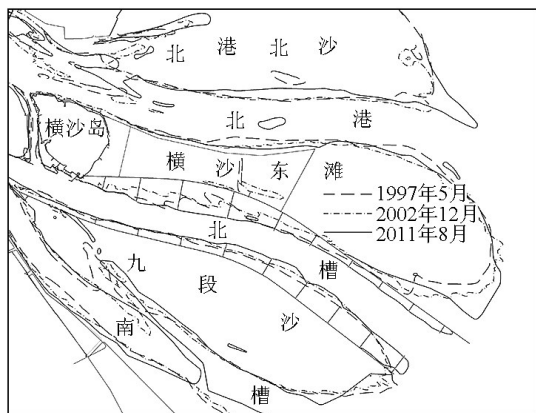 北港北沙
北港
横沙岛
横沙东滩
1997年5月
2002年12月
2011年8月
北槽
九段沙
南槽